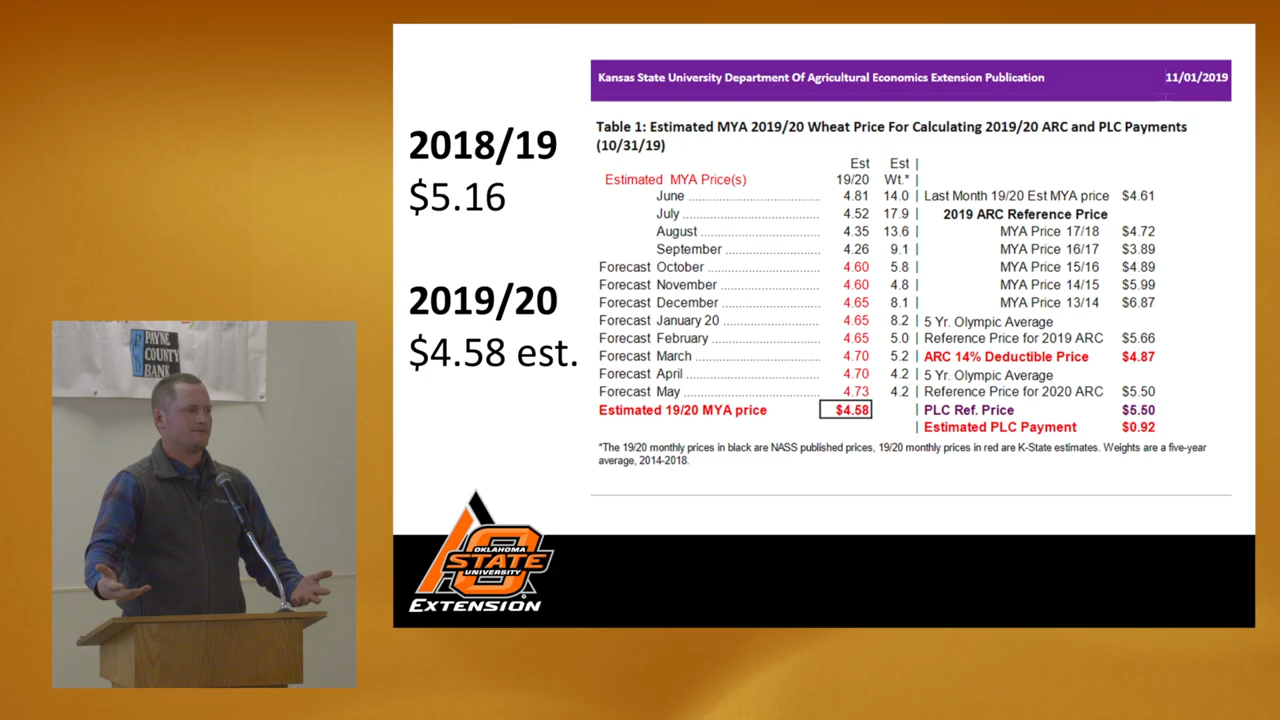 Kansas State University Department Of Agricultural Economics Extension Publication 11/01/2019
2018/19
$5.16
2019/20
$4.58 est.
Table 1: Estimated MYA 2019/20 Wheat Price For Calculating 2019/20 ARC and PLC Payments
(10/31/19)
Est Est |
Estimated MYA Price(s) 19/20 Wt.* |
June 4.81 14.0 | Last Month 19/20 Est MYA price $4.61
July 4.52 17.9 | 2019 ARC Reference Price
August 4.35 13.6 | MYA Price 17/18 $4.72
September 4.26 9.1 | MYA Price 16/17 $3.89
Forecast October 4.60 5.8 | MYA Price 15/16 $4.89
Forecast November 4.60 4.8 | MYA Price 14/15 $5.99
Forecast December 4.65 8.1 | MYA Price 13/14 $6.87
Forecast January 20 4.65 8.2 | 5 Yr. Olympic Average
Forecast February 4.65 5.0 | Reference Price for 2019 ARC $5.66
Forecast March 4.70 5.2 | ARC 14% Deductible Price $4.87
Forecast April 4.70 4.2 | 5 Yr. Olympic Average
Forecast May 4.73 4.2 | Reference Price for 2020 ARC $5.50
Estimated 19/20 MYA price $4.58 | PLC Ref. Price $5.50
| Estimated PLC Payment $0.92
*The 19/20 monthly prices in black are NASS published prices, 19/20 monthly prices in red are K-State estimates. Weights are a five-year
average, 2014-2018.
PAYNE
COUNTY
BANK
OKLAHOMA
STATE
UNIVERSITY
EXTENSION